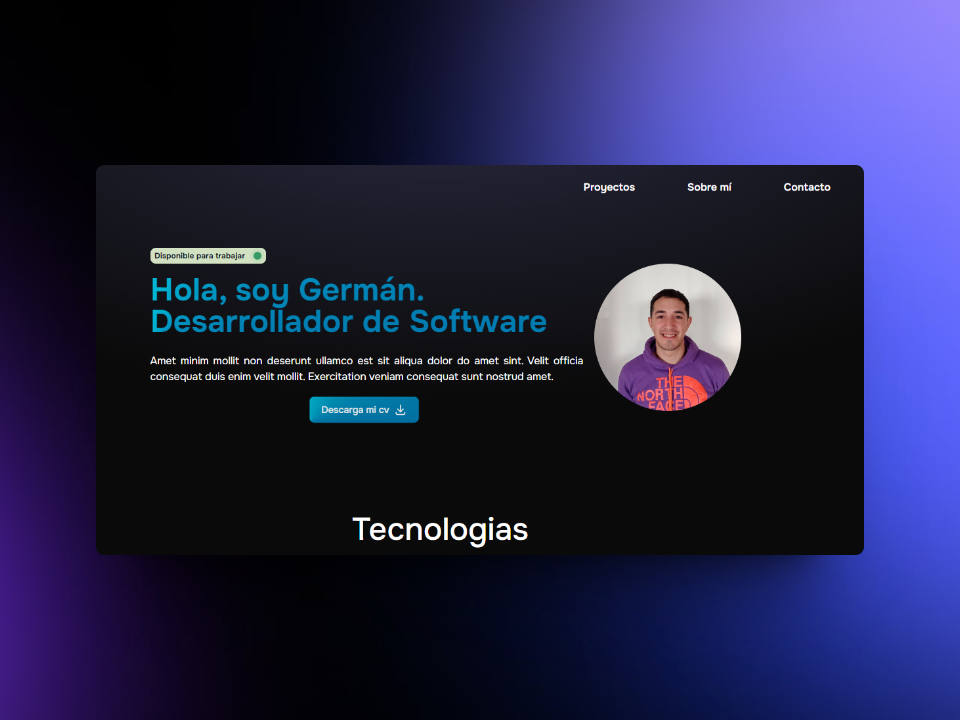 Proyectos Sobre mí Contacto
Disponible para trabajar
Hola, soy Germán.
Desarrollador de Software
Amet minim mollit non deserunt ullamco est sit aliqua dolor do amet sint. Velit officia
consequat duis enim velit mollit. Exercitation veniam consequat sunt nostrud amet.
THE
NORTH
FACE
Descarga mi cv
Tecnologias